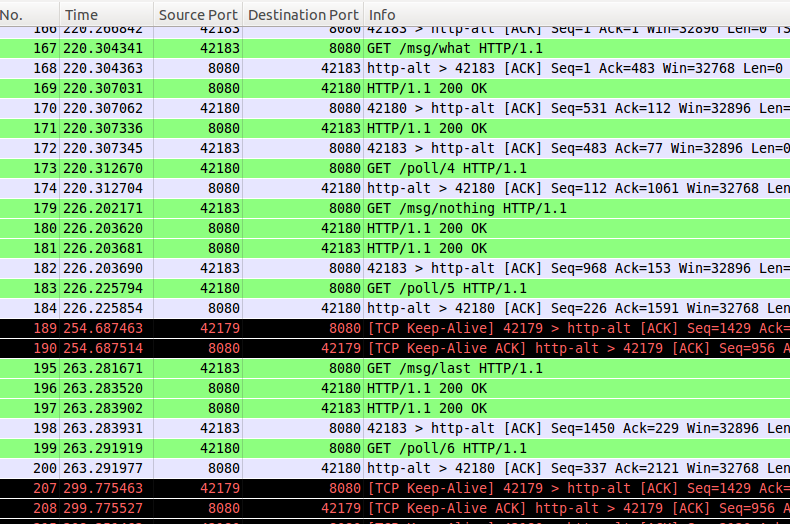 No. Time Source Port Destination Port Info
166 220.266842 42183 8080 42183 > http-alt [ACK] Seq=1 Ack=1 Win=32896 Len=0 TS
167 220.304341 42183 8080 GET /msg/what HTTP/1.1
168 220.304363 8080 42183 http-alt > 42183 [ACK] Seq=1 Ack=483 Win=32768 Len=0
169 220.307031 8080 42180 HTTP/1.1 200 OK
170 220.307062 42180 8080 42180 > http-alt [ACK] Seq=531 Ack=112 Win=32896 Len=
171 220.307336 8080 42183 HTTP/1.1 200 OK
172 220.307345 42183 8080 42183 > http-alt [ACK] Seq=483 Ack=77 Win=32896 Len=0
173 220.312670 42180 8080 GET /poll/4 HTTP/1.1
174 220.312704 8080 42180 http-alt > 42180 [ACK] Seq=112 Ack=1061 Win=32768 Len
179 226.202171 42183 8080 GET /msg/nothing HTTP/1.1
180 226.203620 8080 42180 HTTP/1.1 200 OK
181 226.203681 8080 42183 HTTP/1.1 200 OK
182 226.203690 42183 8080 42183 > http-alt [ACK] Seq=968 Ack=153 Win=32896 Len=
183 226.225794 42180 8080 GET /poll/5 HTTP/1.1
184 226.225854 8080 42180 http-alt > 42180 [ACK] Seq=226 Ack=1591 Win=32768 Len
189 254.687463 42179 8080 [TCP Keep-Alive] 42179 > http-alt [ACK] Seq=1429 Ack=
190 254.687514 8080 42179 [TCP Keep-Alive ACK] http-alt > 42179 [ACK] Seq=956 A
195 263.281671 42183 8080 GET /msg/last HTTP/1.1
196 263.283520 8080 42180 HTTP/1.1 200 OK
197 263.283902 8080 42183 HTTP/1.1 200 OK
198 263.283931 42183 8080 42183 > http-alt [ACK] Seq=1450 Ack=229 Win=32896 Len
199 263.291919 42180 8080 GET /poll/6 HTTP/1.1
200 263.291977 8080 42180 http-alt > 42180 [ACK] Seq=337 Ack=2121 Win=32768 Len
207 299.775463 42179 8080 [TCP Keep-Alive] 42179 > http-alt [ACK] Seq=1429 Ack=
208 299.775527 8080 42179 [TCP Keep-Alive ACK] http-alt > 42179 [ACK] Seq=956 A